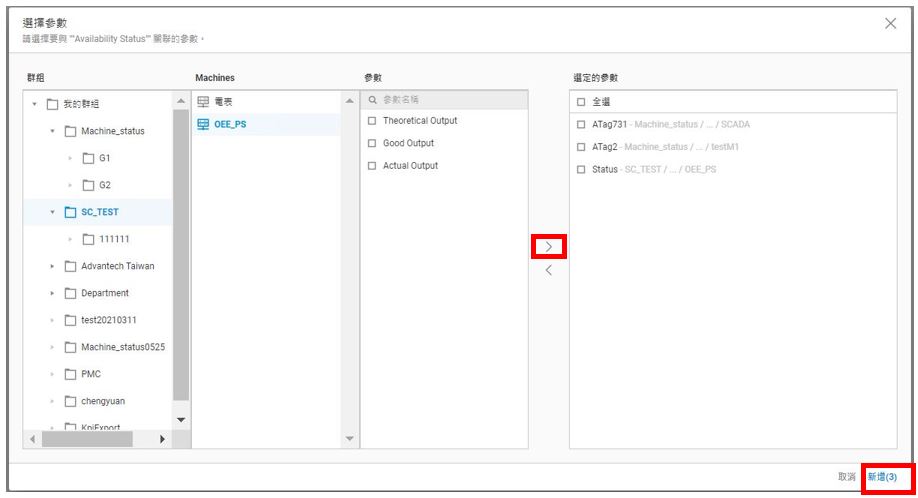 選擇參數
請選擇要與 ""Availability Status"" 關聯的參數。
群組
我的群組
Machine_status
G1
G2
SC_TEST
111111
Advantech Taiwan
Department
test20210311
Machine_status0525
PMC
chengyuan
KpiExport
Machines
電表
OEE_PS
參數
參數名稱
Theoretical Output
Good Output
Actual Output
選定的參數
全選
ATag731 - Machine_status / ... / SCADA
ATag2 - Machine_status / ... / testM1
Status - SC_TEST / ... / OEE_PS
取消 新增(3)